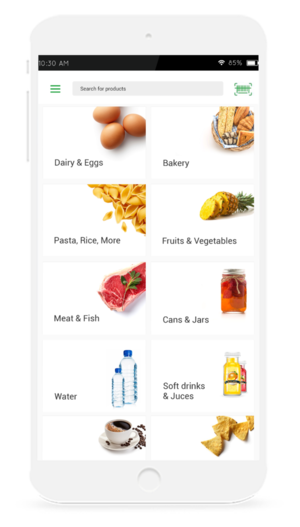 10:30 AM 85%
Search for products
Dairy & Eggs
Bakery
Pasta, Rice, More
Fruits & Vegetables
Meat & Fish
Cans & Jars
Water
Soft drinks
& Juces